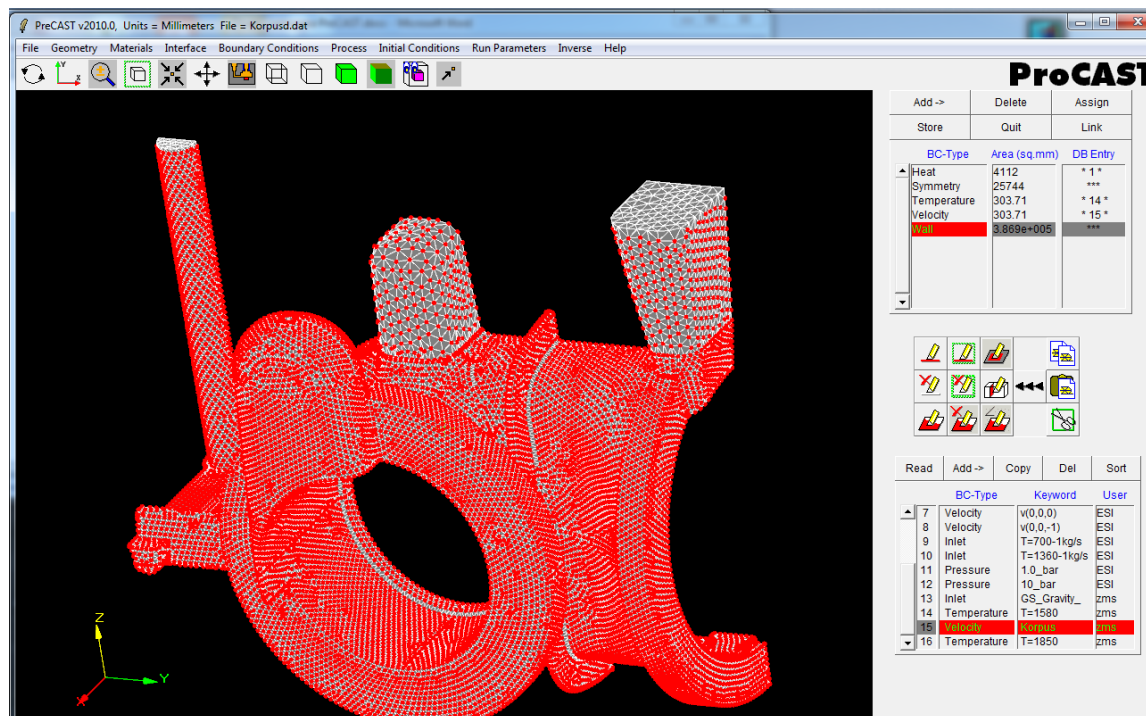 PreCAST v2010.0, Units = Millimeters File = Korpusd.dat
File Geometry Materials Interface Boundary Conditions Process Initial Conditions Run Parameters Inverse Help
ProCAST
Add -> Delete Assign
Store Quit Link
BC-Type Area (sq.mm) DB Entry
Heat 4112 * 1 *
Symmetry 25744 ***
Temperature 303.71 * 14 *
Velocity 303.71 * 15 *
Wall 3.869e+005 ***
Read Add -> Copy Del Sort
BC-Type Keyword User
7 Velocity v(0,0,0) ESI
8 Velocity v(0,0,-1) ESI
9 Inlet T=700-1kg/s ESI
10 Inlet T=1360-1kg/s ESI
11 Pressure 1.0_bar ESI
12 Pressure 10_bar ESI
13 Inlet GS_Gravity_ zms
14 Temperature T=1580 zms
15 Velocity Korpus zms
16 Temperature T=1850 zms
Z
Y
X